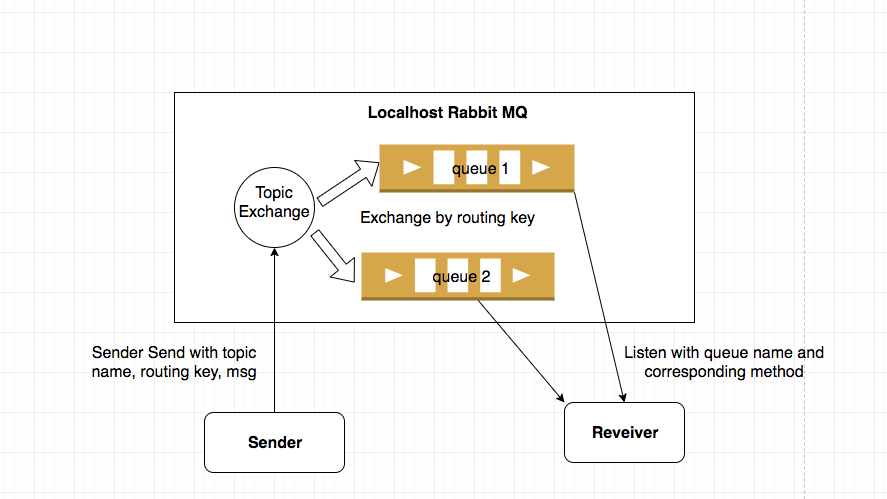 Localhost Rabbit MQ
queue 1
Topic
Exchange
Exchange by routing key
queue 2
Sender Send with topic
name, routing key, msg
Listen with queue name and
corresponding method
Sender
Reveiver